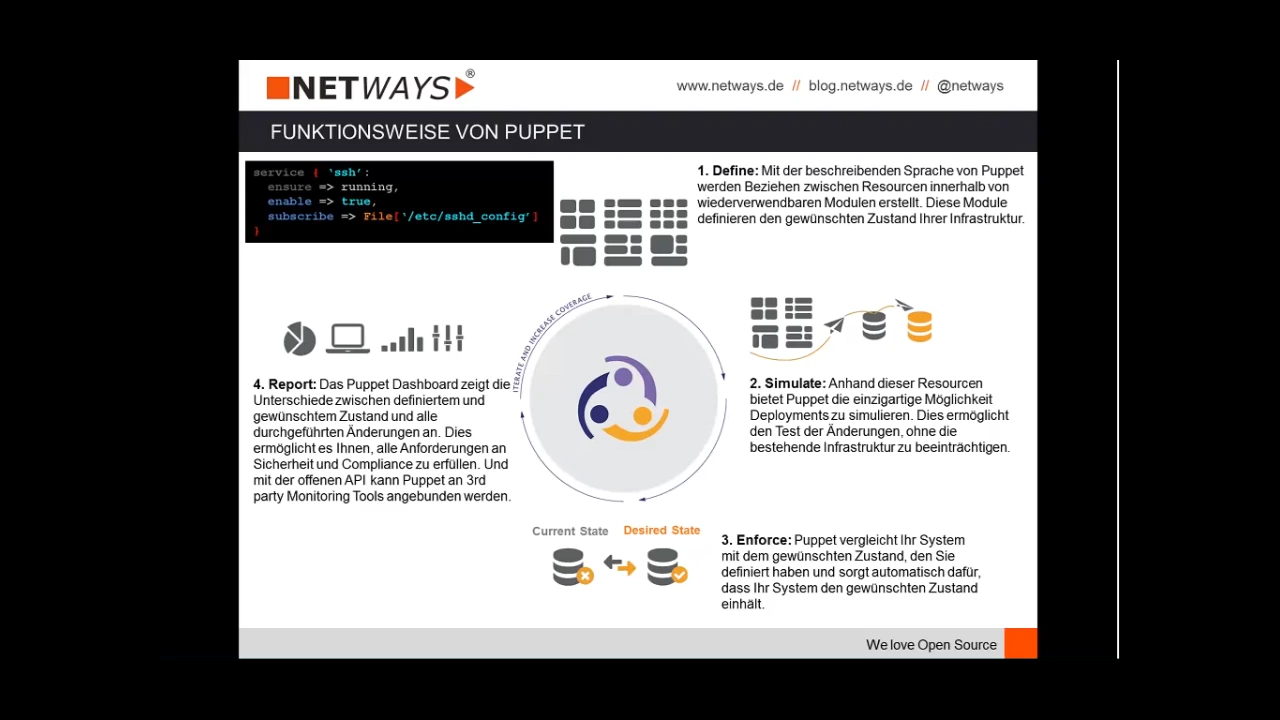 NETWAYS®
www.netways.de // blog.netways.de // @netways
FUNKTIONSWEISE VON PUPPET
service { ‘ssh’:
ensure => running,
enable => true,
subscribe => File[‘/etc/sshd_config’]
}
1. Define: Mit der beschreibenden Sprache von Puppet
werden Beziehen zwischen Resourcen innerhalb von
wiederverwendbaren Modulen erstellt. Diese Module
definieren den gewünschten Zustand Ihrer Infrastruktur.
ITERATE AND INCREASE COVERAGE
2. Simulate: Anhand dieser Resourcen
bietet Puppet die einzigartige Möglichkeit
Deployments zu simulieren. Dies ermöglicht
den Test der Änderungen, ohne die
bestehende Infrastruktur zu beeinträchtigen.
4. Report: Das Puppet Dashboard zeigt die
Unterschiede zwischen definiertem und
gewünschtem Zustand und alle
durchgeführten Änderungen an. Dies
ermöglicht es Ihnen, alle Anforderungen an
Sicherheit und Compliance zu erfüllen. Und
mit der offenen API kann Puppet an 3rd
party Monitoring Tools angebunden werden.
Current State
Desired State
3. Enforce: Puppet vergleicht Ihr System
mit dem gewünschten Zustand, den Sie
definiert haben und sorgt automatisch dafür,
dass Ihr System den gewünschten Zustand
einhält.
We love Open Source